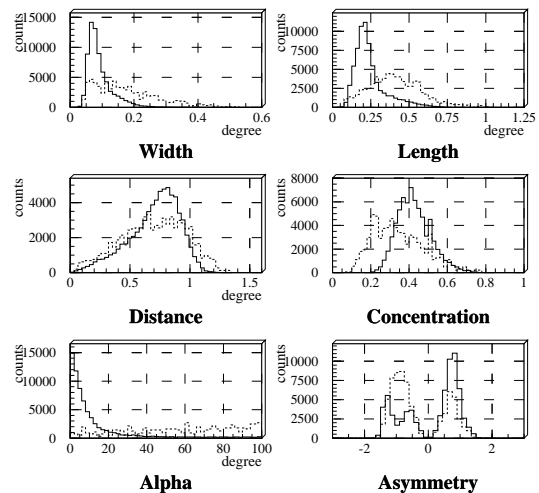 counts
15000
10000
5000
0
0 0.2 0.4 0.6
degree
Width
counts
10000
7500
5000
2500
0
0 0.25 0.5 0.75 1 1.25
degree
Length
counts
4000
2000
0
0 0.5 1 1.5
degree
Distance
counts
8000
6000
4000
2000
0
0 0.2 0.4 0.6 0.8 1
Concentration
counts
15000
10000
5000
0
0 20 40 60 80 100
degree
Alpha
counts
10000
7500
5000
2500
0
-2 0 2
Asymmetry